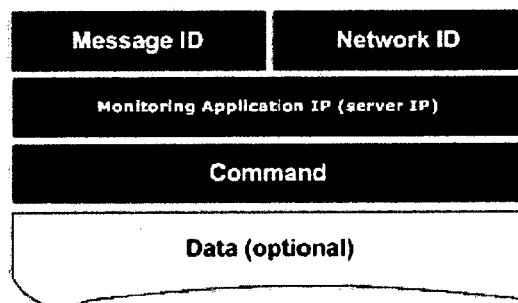 Message ID
Network ID
Monitoring Application IP (server IP)
Command
Data (optional)